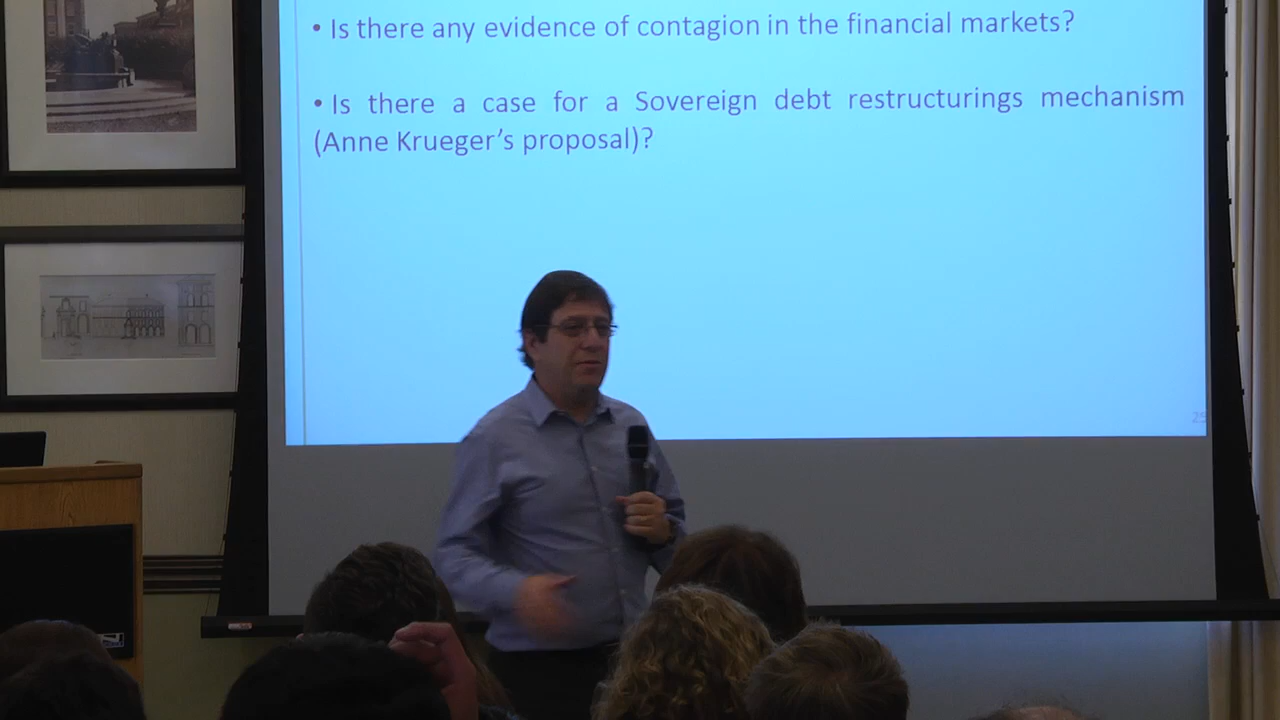 • Is there any evidence of contagion in the financial markets?
• Is there a case for a Sovereign debt restructurings mechanism
(Anne Krueger's proposal)?